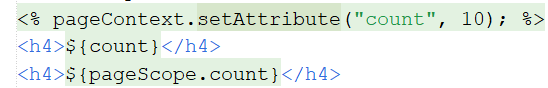 <% pageContext.setAttribute("count", 10); %>
<h4>${count}</h4>
<h4>${pageScope.count}</h4>